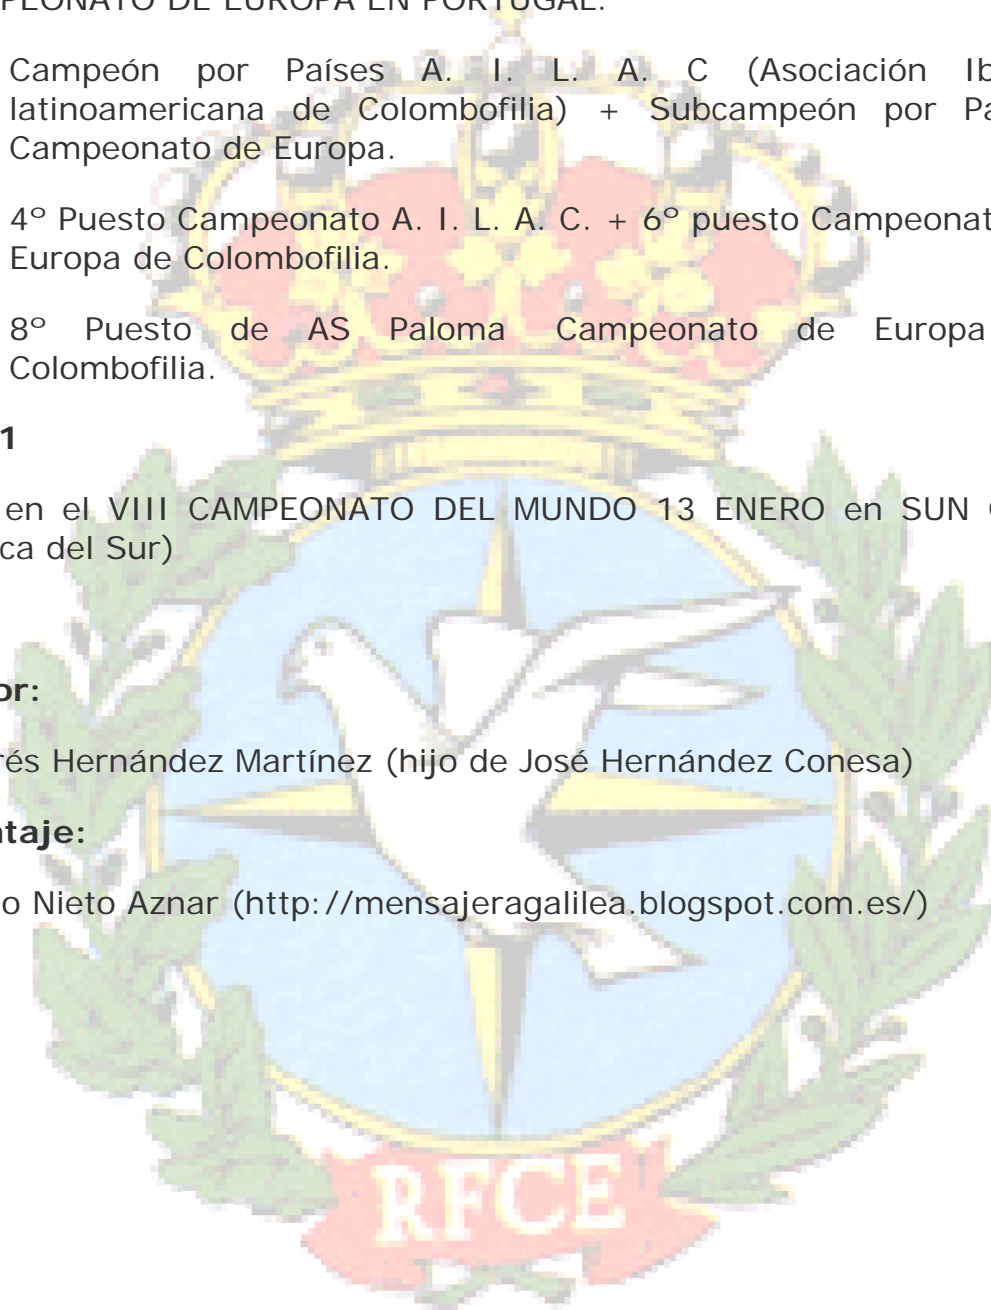 PEONATO DE EUROPA EN PORTUGAL:
Campeón por Países A. I. L. A. C (Asociación Ib
latinoamericana de Colombofilia) + Subcampeón por Pa
Campeonato de Europa.
4º Puesto Campeonato A. I. L. A. C. + 6º puesto Campeonat
Europa de Colombofilia.
8º Puesto de AS Paloma Campeonato de Europa
Colombofilia.
1
en el VIII CAMPEONATO DEL MUNDO 13 ENERO en SUN
ca del Sur)
or:
rés Hernández Martínez (hijo de José Hernández Conesa)
taje:
o Nieto Aznar (http://mensajeragalilea.blogspot.com.es/)
RFCE